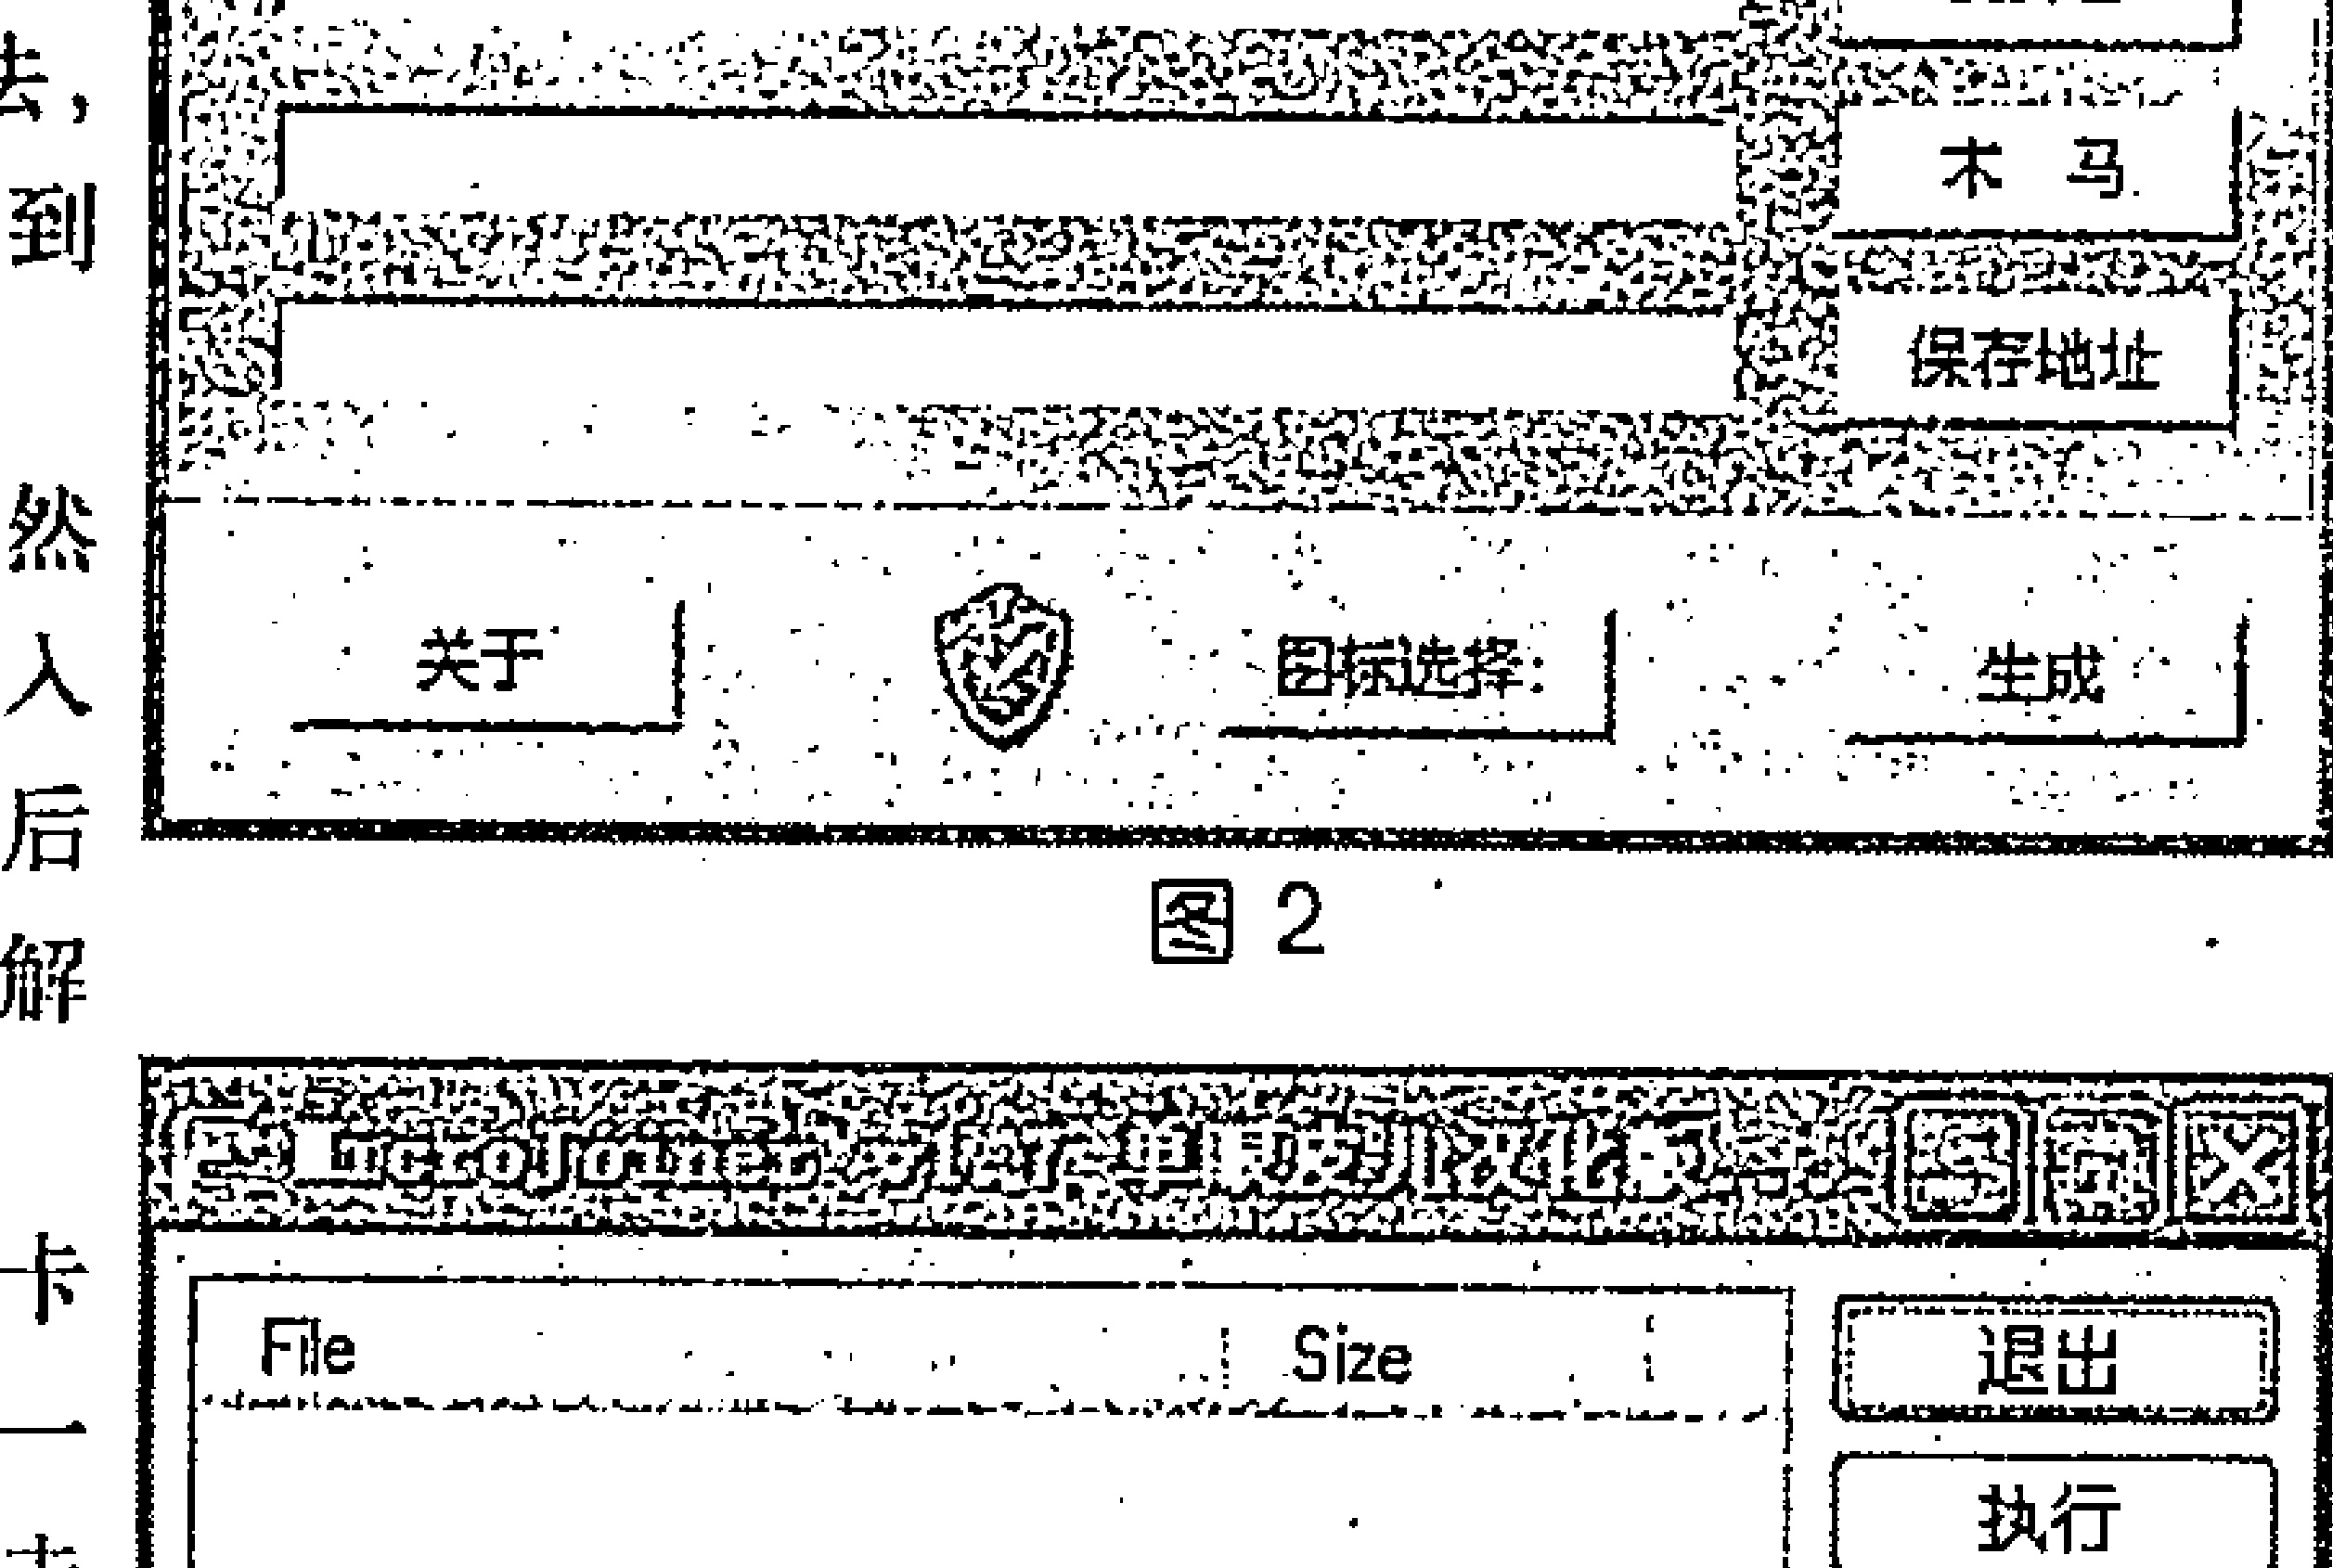 去，
到
然
入
后
解
卡
一
木 马
保存地址
关于 图标选择: 生成
图 2
File Size 退出
执行